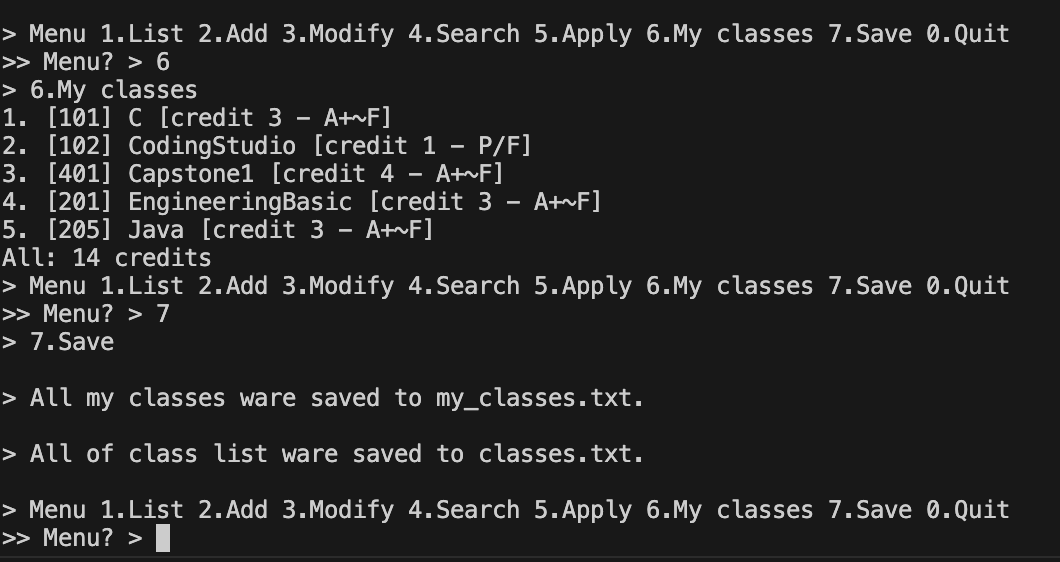 > Menu 1.List 2.Add 3.Modify 4.Search 5.Apply 6.My classes 7.Save 0.Quit
>> Menu? > 6
> 6.My classes
1. [101] C [credit 3 - A+~F]
2. [102] CodingStudio [credit 1 - P/F]
3. [401] Capstone1 [credit 4 - A+~F]
4. [201] EngineeringBasic [credit 3 - A+~F]
5. [205] Java [credit 3 - A+~F]
All: 14 credits
> Menu 1.List 2.Add 3.Modify 4.Search 5.Apply 6.My classes 7.Save 0.Quit
>> Menu? > 7
> 7.Save
> All my classes ware saved to my_classes.txt.
> All of class list ware saved to classes.txt.
> Menu 1.List 2.Add 3.Modify 4.Search 5.Apply 6.My classes 7.Save 0.Quit
>> Menu? >